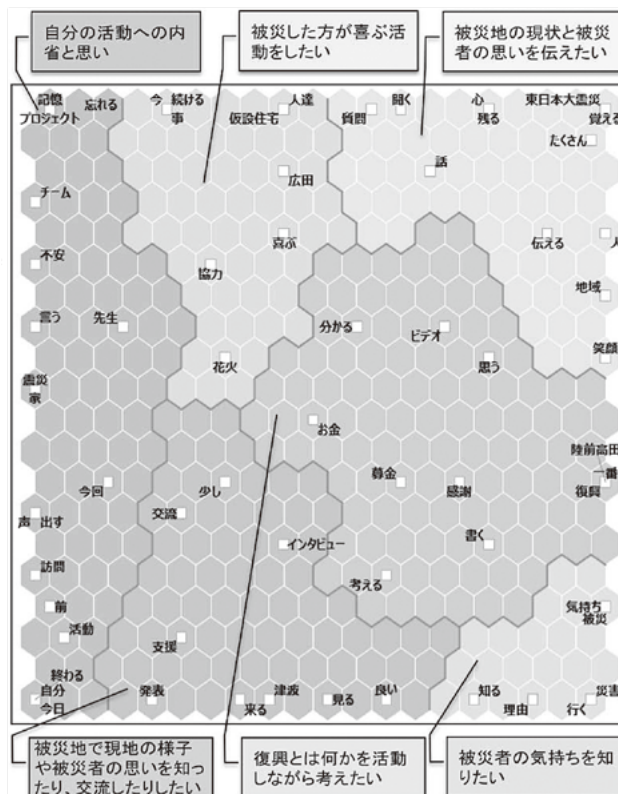 自分の活動への内
省と思い
被災した方が喜ぶ活
動をしたい
被災地の現状と被災
者の思いを伝えたい
記憶
プロジェクト
忘れる
今 続ける
事
人達
仮設住宅
質問
聞く
心
残る
東日本大震災
覚える
たくさん
話
広田
チーム
喜ぶ
伝える
人
不安
協力
地域
言う
先生
分かる
ビデオ
花火
思う
笑顔
震災
家
お金
陸前高田
一番
復興
今回
少し
募金
感謝
声 出す
交流
インタビュー
書く
訪問
考える
前
気持ち
被災
活動
支援
終わる
自分
今日
発表
来る
津波
見る
良い
知る
理由
行く
災害
被災地で現地の様子
や被災者の思いを知っ
たり、交流したりしたい
復興とは何かを活動
しながら考えたい
被災者の気持ちを知
りたい